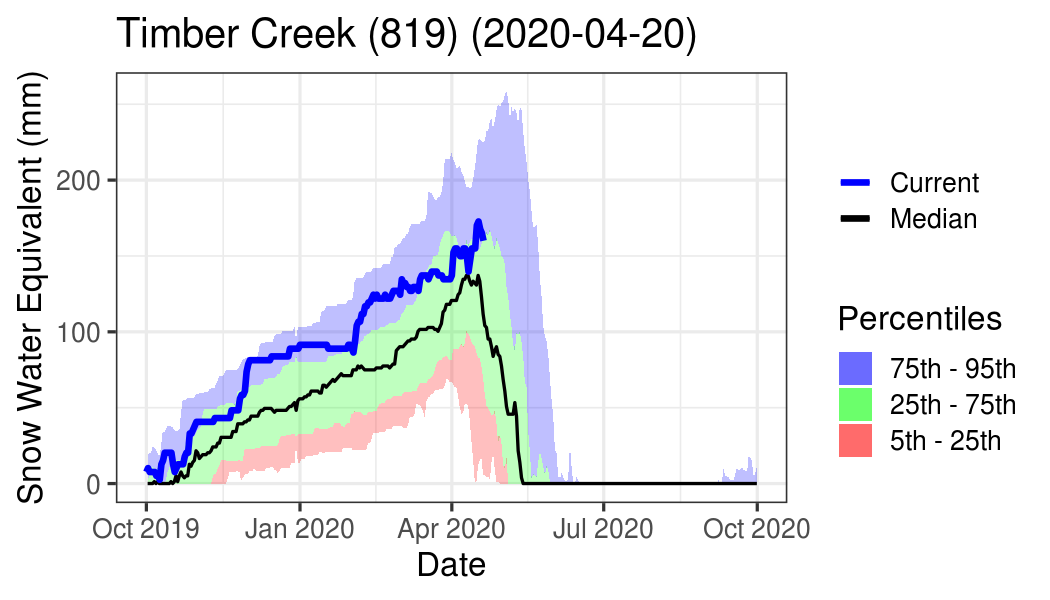 Timber Creek (819) (2020-04-20)
Snow Water Equivalent (mm)
200
100
0
Oct 2019
Jan 2020
Apr 2020
Jul 2020
Oct 2020
Date
Current
Median
Percentiles
75th - 95th
25th - 75th
5th - 25th